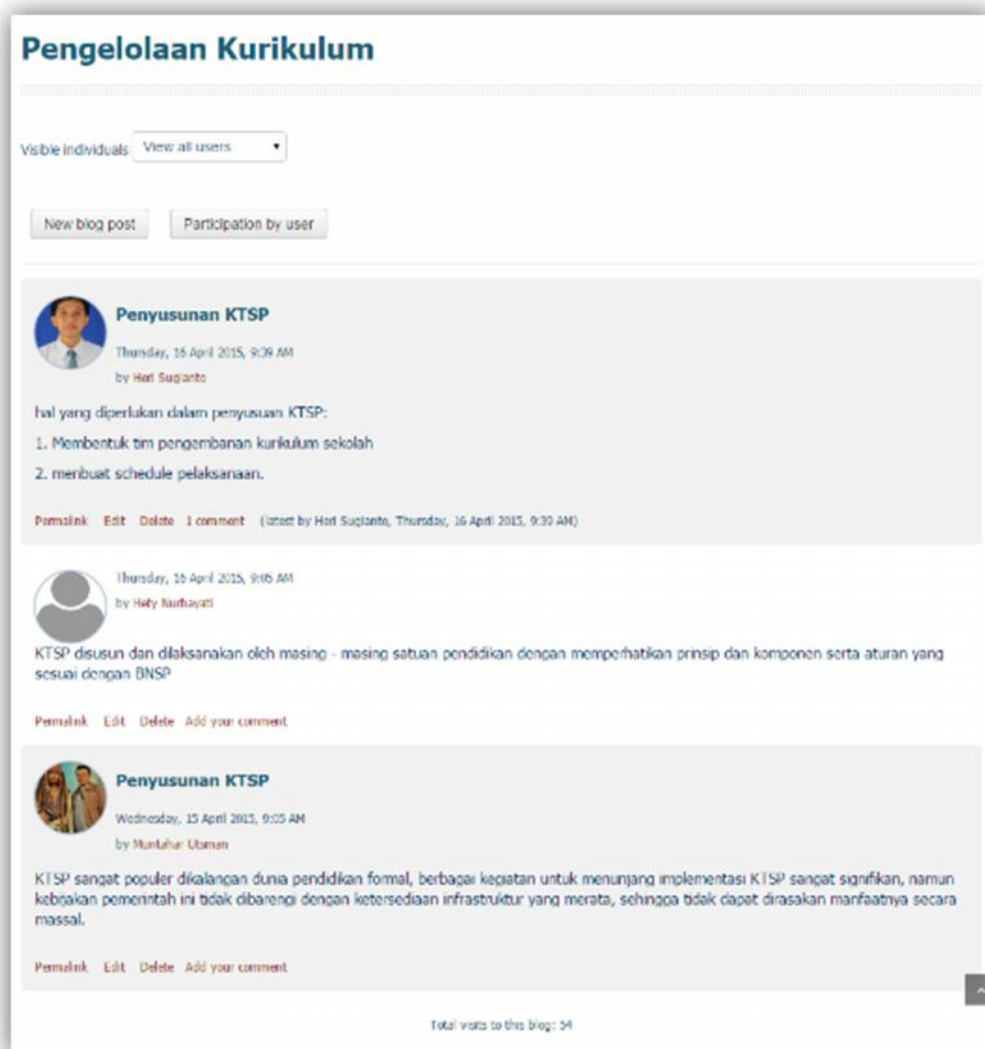 Pengelolaan Kurikulum
Visible individuals View all users
New blog post Participation by user
Penyusunan KTSP
Thursday, 16 April 2015, 9:39 AM
by Heri Sugianto
hal yang diperlukan dalam penyusuan KTSP:
1. Membentuk tim pengembanan kurikulum sekolah
2. menbuat schedule pelaksanaan.
Permalink Edit Delete 1 comment (latest by Heri Sugianto, Thursday, 16 April 2015, 9:39 AM)
Thursday, 16 April 2015, 9:05 AM
by Hety Nurhayati
KTSP disusun dan dilaksanakan oleh masing - masing satuan pendidikan dengan memperhatikan prinsip dan komponen serta aturan yang
sesuai dengan BNSP
Permalink Edit Delete Add your comment
Penyusunan KTSP
Wednesday, 15 April 2015, 9:05 AM
by Muntahar Utsman
KTSP sangat populer dikalangan dunia pendidikan formal, berbagai kegiatan untuk menunjang implementasi KTSP sangat signifikan, namun
kebijakan pemerintah ini tidak dibarengi dengan ketersediaan infrastruktur yang merata, sehingga tidak dapat dirasakan manfaatnya secara
massal.
Permalink Edit Delete Add your comment
Total visits to this blog: 54